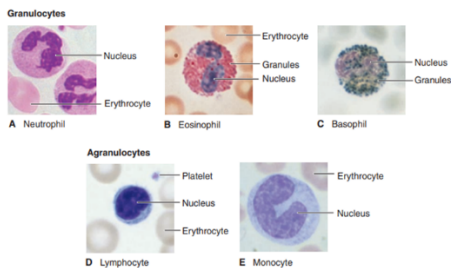 Granulocytes
Nucleus
Erythrocyte
A Neutrophil
Erythrocyte
Granules
Nucleus
B Eosinophil
Nucleus
Granules
C Basophil
Agranulocytes
Platelet
Nucleus
Erythrocyte
D Lymphocyte
Erythrocyte
Nucleus
E Monocyte